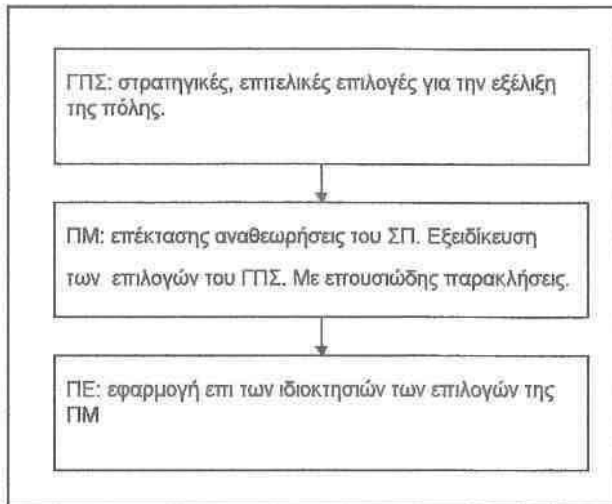 ΓΠΣ: στρατηγικές, επιτελικές επιλογές για την εξέλιξη
της πόλης.
ΠΜ: επέκτασης αναθεωρήσεις του ΣΠ. Εξειδίκευση
των επιλογών του ΓΠΣ. Με επουσιώδης παρακλήσεις.
ΠΕ: εφαρμογή επι των ιδιοκτησιών των επιλογών της
ΠΜ